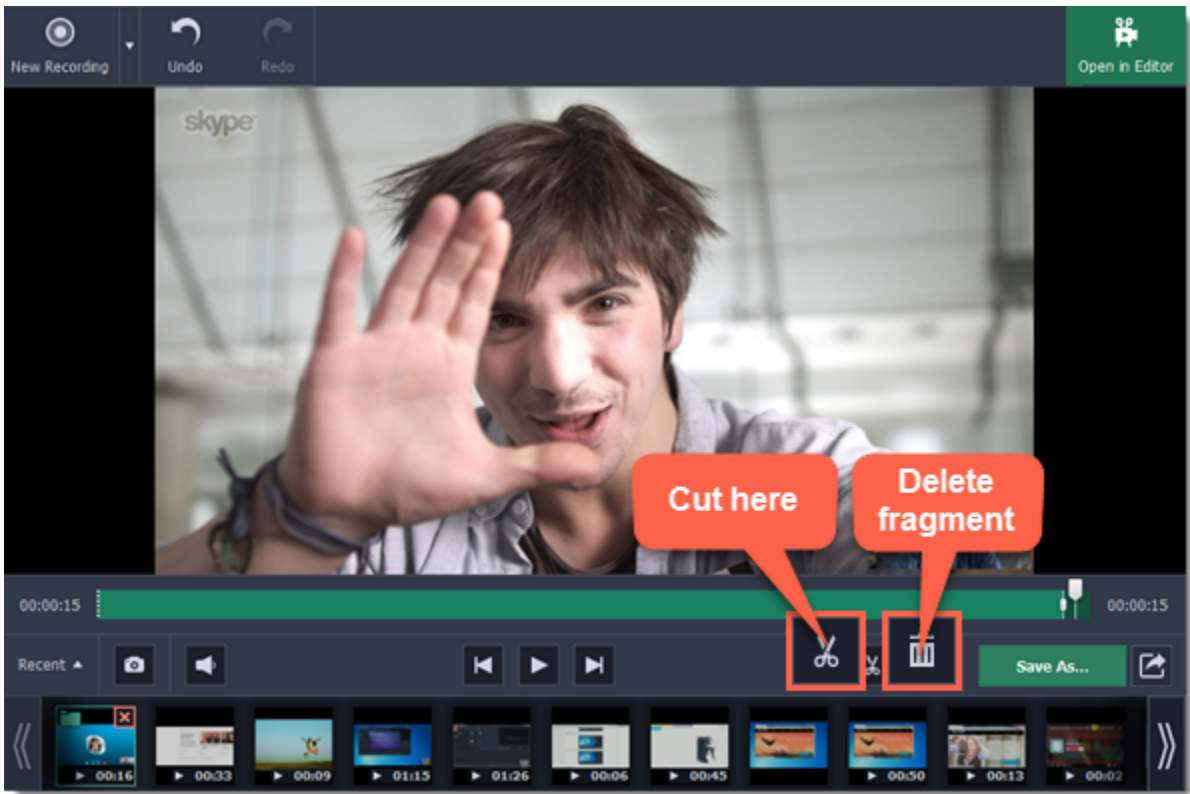 New Recording
Undo
Redo
Open in Editor
skype
Cut here
Delete
fragment
00:00:15
00:00:15
Recent
Save As...
00:16
00:33
00:09
01:15
01:26
00:06
00:45
00:50
00:13
00:02